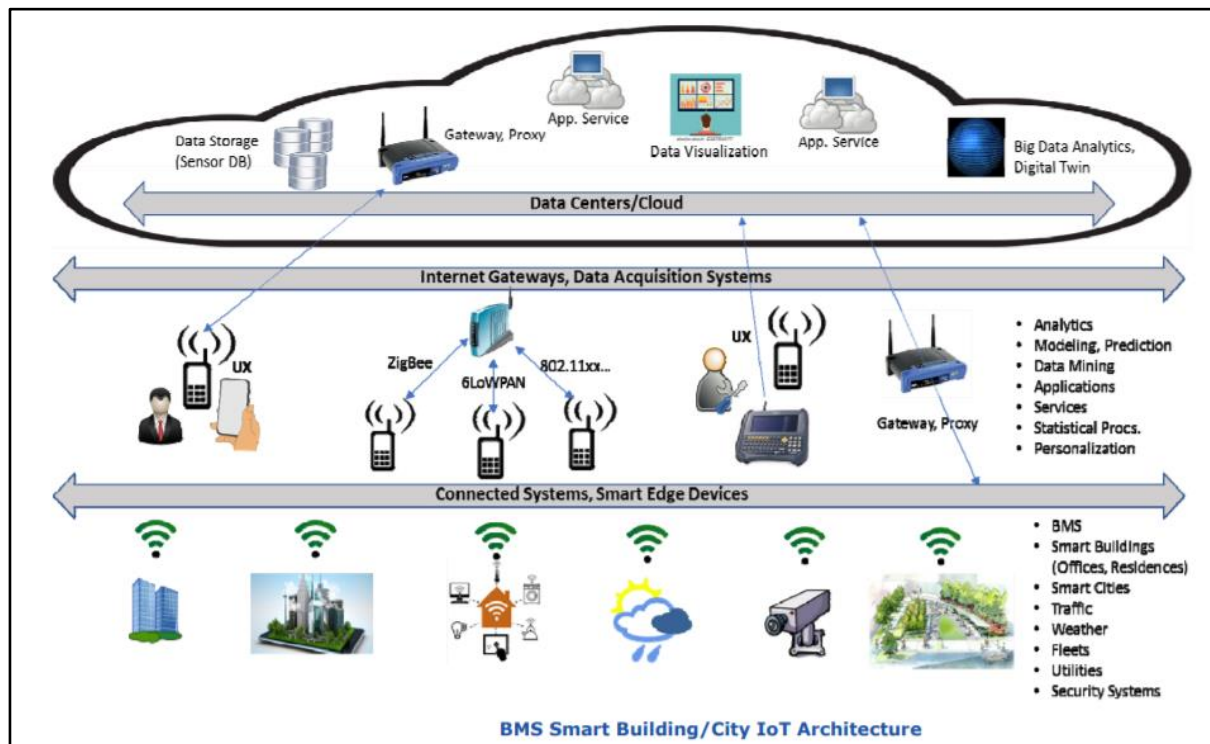 App. Service
Data Storage
(Sensor DB)
Gateway, Proxy
Data Visualization
App. Service
Big Data Analytics,
Digital Twin
Data Centers/Cloud
Internet Gateways, Data Acquisition Systems
UX
ZigBee
6LoWPAN
802.11xx...
UX
Gateway, Proxy
• Analytics
• Modeling, Prediction
• Data Mining
• Applications
• Services
• Statistical Procs.
• Personalization
Connected Systems, Smart Edge Devices
• BMS
• Smart Buildings
(Offices, Residences)
• Smart Cities
• Traffic
• Weather
• Fleets
• Utilities
• Security Systems
BMS Smart Building/City IoT Architecture